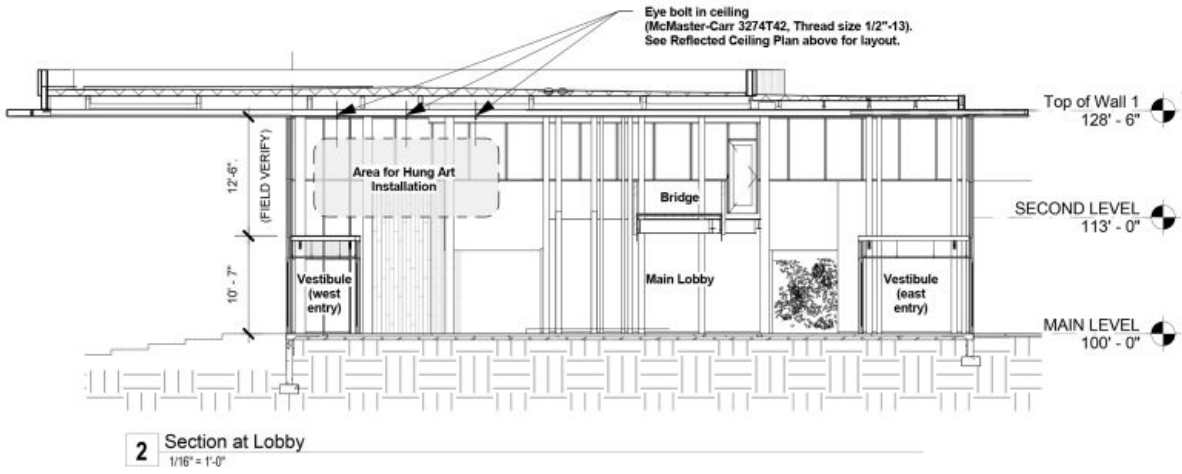 Eye bolt in ceiling
(McMaster-Carr 3274T42, Thread size 1/2"-13).
See Reflected Ceiling Plan above for layout.
Top of Wall 1
128' - 6"
12'-6".
(FIELD VERIFY)
Area for Hung Art
Installation
Bridge
SECOND LEVEL
113' - 0"
10' - 7"
Vestibule
(west
entry)
Main Lobby
Vestibule
(east
entry)
MAIN LEVEL
100' - 0"
2 Section at Lobby
1/16" = 1'-0"